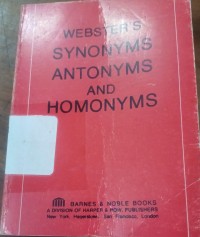 WEBSTER'S
SYNONYMS
ANTONYMS
AND
HOMONYMS
BARNES & NOBLE BOOKS
A DIVISION OF HARPER & ROW, PUBLISHERS
New York, Hagerstown, San Francisco, London